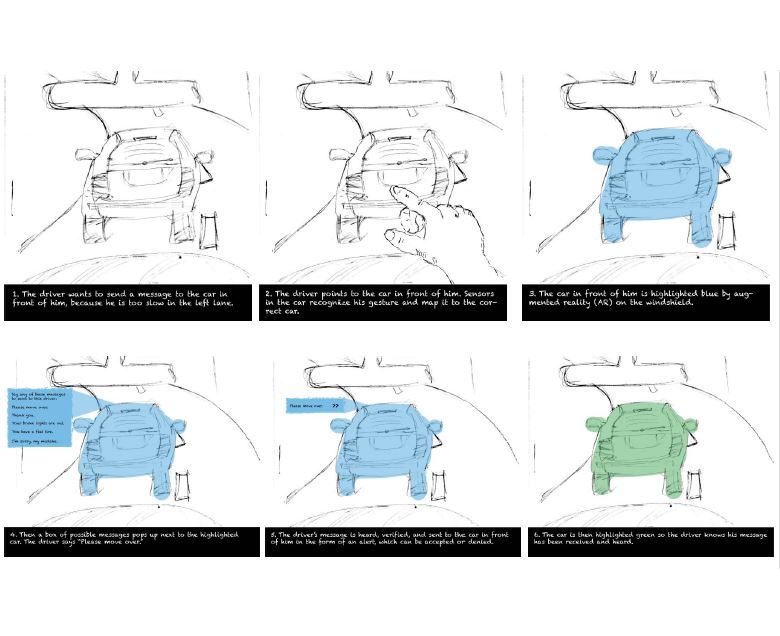 1. The driver wants to send a message to the car in
front of him, because he is too slow in the left lane.
2. The driver points to the car in front of him. Sensors
in the car recognize his gesture and map it to the cor-
rect car.
3. The car in front of him is highlighted blue by aug-
mented reality (AR) on the windshield.
Say any of these messages
to send to this driver:
Please move over.
Thank you.
Your brake lights are out.
You have a flat tire.
I'm sorry, my mistake.
4. Then a box of possible messages pops up next to the highlighted
car. The driver says "Please move over."
Please move over. >>
5. The driver's message is heard, verified, and sent to the car in front
of him in the form of an alert, which can be accepted or denied.
6. The car is then highlighted green so the driver knows his message
has been received and heard.